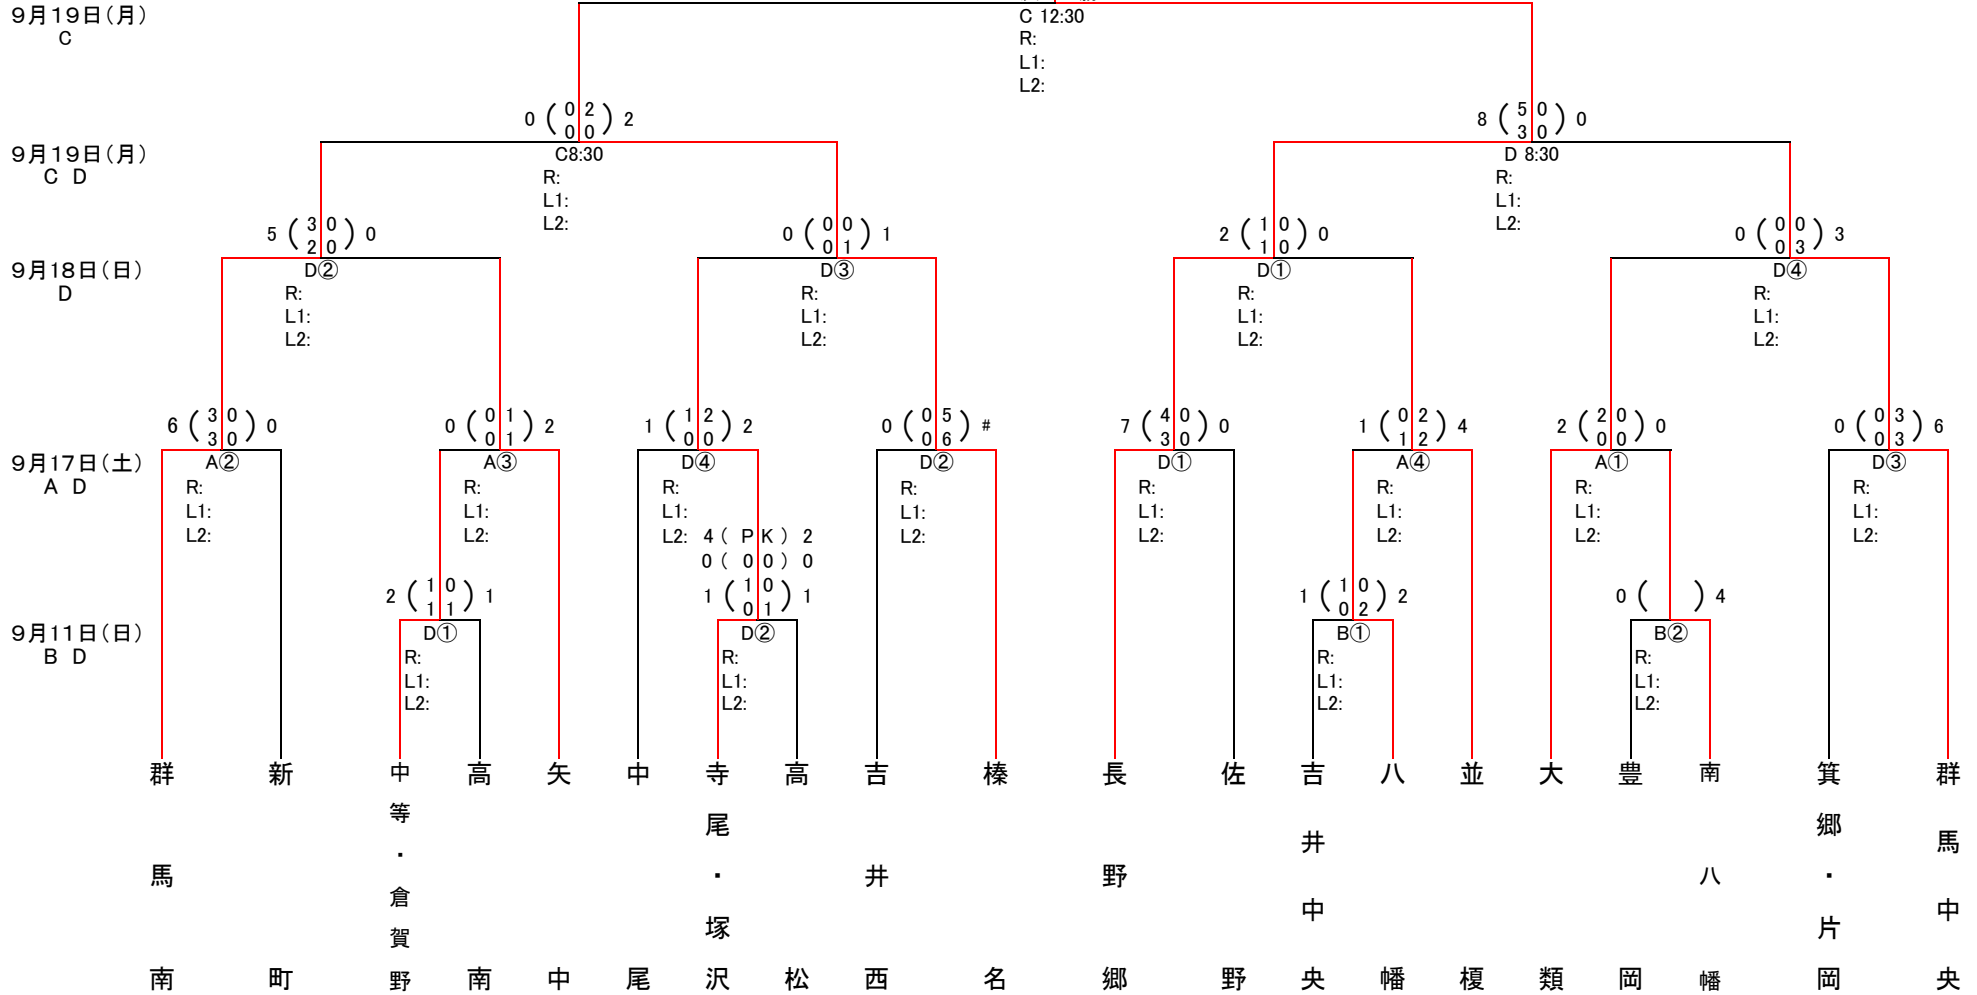 9月19日(月)
C
C 12:30
R:
L1:
L2:
0 ( 0 2 ) 2
0 0
8 ( 5 0 ) 0
3 0
9月19日(月)
C D
C8:30
R:
L1:
L2:
D 8:30
R:
L1:
L2:
5 ( 3 0 ) 0
2 0
0 ( 0 0 ) 1
0 1
2 ( 1 0 ) 0
1 0
0 ( 0 0 ) 3
0 3
9月18日(日)
D
D②
R:
L1:
L2:
D③
R:
L1:
L2:
D①
R:
L1:
L2:
D④
R:
L1:
L2:
6 ( 3 0 ) 0
3 0
0 ( 0 1 ) 2
0 1
1 ( 1 2 ) 2
0 0
0 ( 0 5 ) #
0 6
7 ( 4 0 ) 0
3 0
1 ( 0 2 ) 4
1 2
2 ( 2 0 ) 0
0 0
0 ( 0 3 ) 6
0 3
9月17日(土)
A D
A②
R:
L1:
L2:
A③
R:
L1:
L2:
D④
R:
L1:
L2:
D②
R:
L1:
L2:
D①
R:
L1:
L2:
A④
R:
L1:
L2:
A①
R:
L1:
L2:
D③
R:
L1:
L2:
4 ( P K ) 2
0 ( 0 0 ) 0
2 ( 1 0 ) 1
1 1
1 ( 1 0 ) 1
0 1
1 ( 1 0 ) 2
0 2
0 ( ) 4
9月11日(日)
B D
D①
R:
L1:
L2:
D②
R:
L1:
L2:
B①
R:
L1:
L2:
B②
R:
L1:
L2:
群馬南
新町
中等・倉賀野
高南
矢中
中尾
寺尾・塚沢
高松
吉井西
榛名
長野郷
佐野
吉井中央
八幡
並榎
大類
豊岡
南八幡
箕郷・片岡
群馬中央